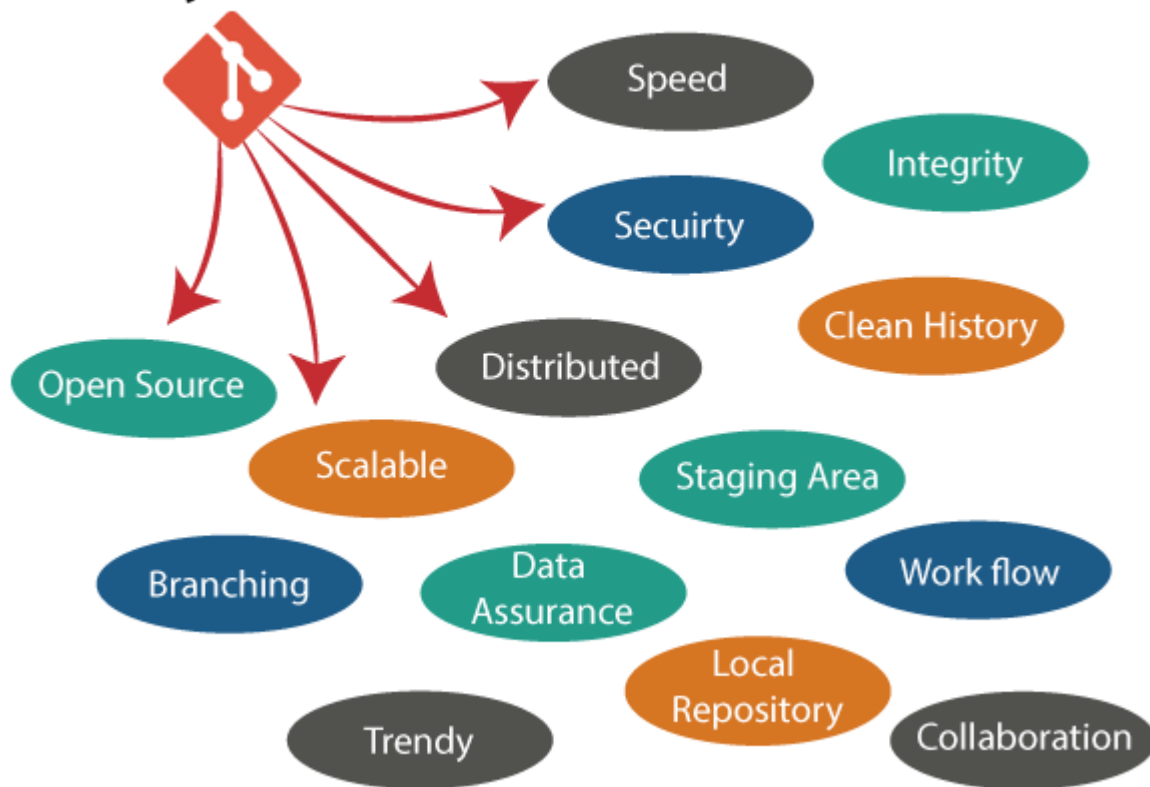 Speed
Integrity
Secuirty
Clean History
Distributed
Open Source
Scalable
Staging Area
Branching
Data
Assurance
Work flow
Local
Repository
Trendy
Collaboration